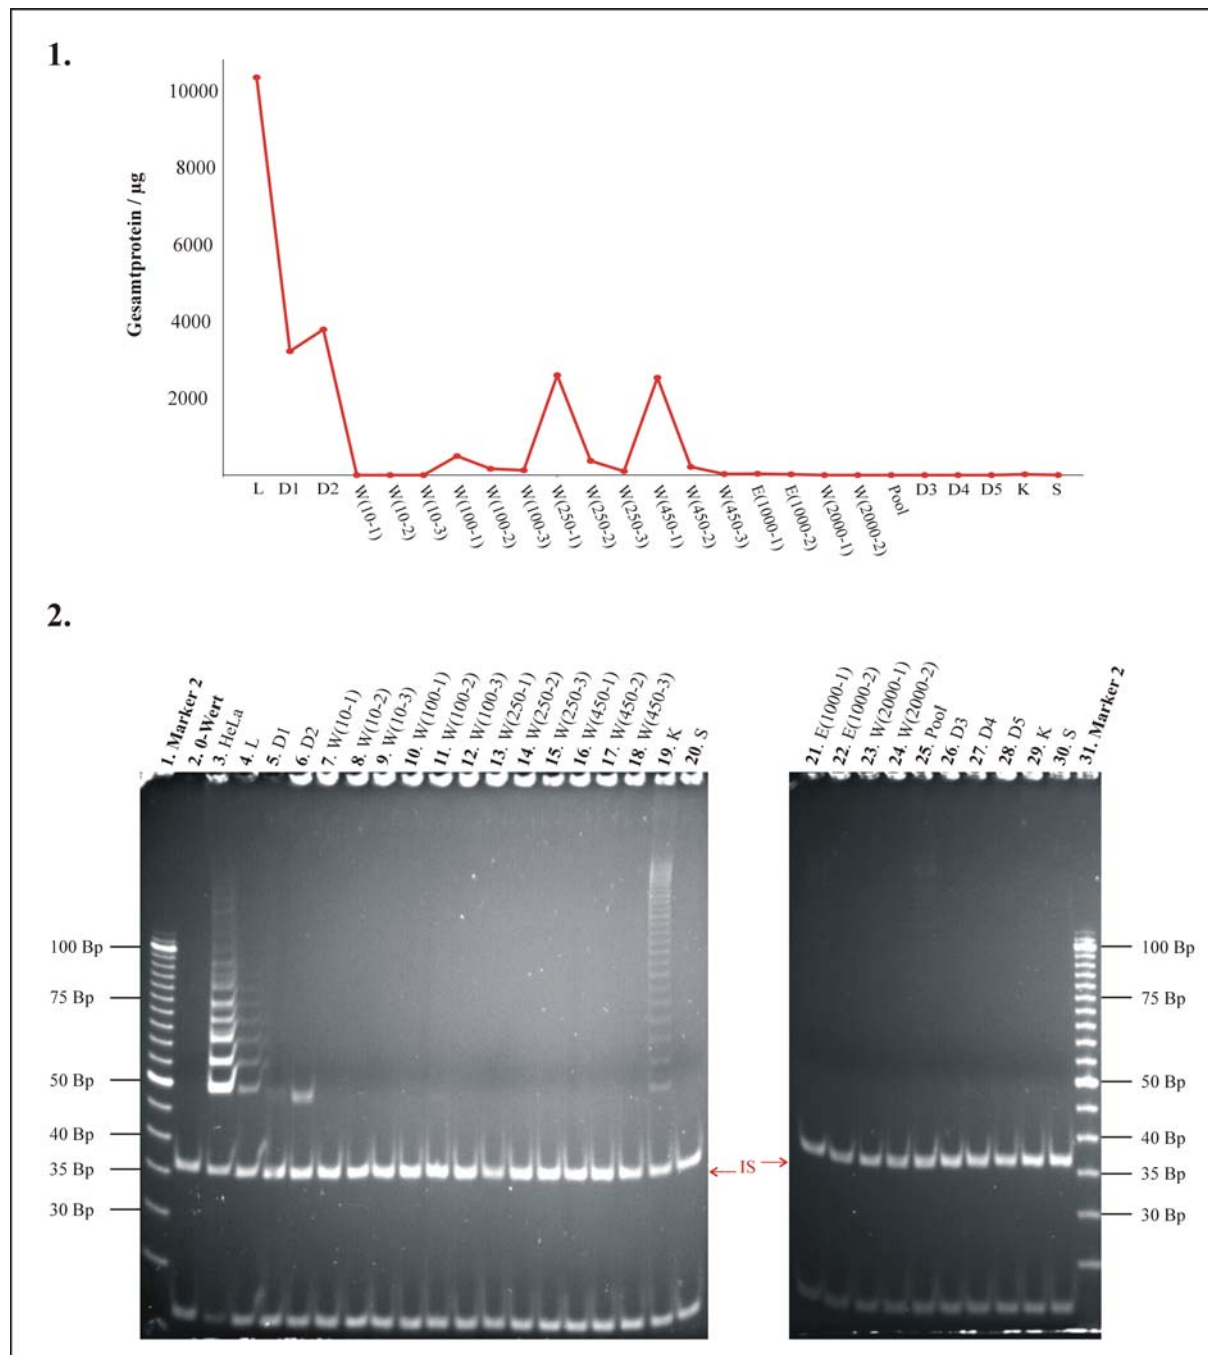 1.
Gesamtprotein / µg
10000
8000
6000
4000
2000
L
D1
D2
W(10-1)
W(10-2)
W(10-3)
W(100-1)
W(100-2)
W(100-3)
W(250-1)
W(250-2)
W(250-3)
W(450-1)
W(450-2)
W(450-3)
E(1000-1)
E(1000-2)
W(2000-1)
W(2000-2)
Pool
D3
D4
D5
K
S
2.
1. Marker 2
2. 0-Wert
3. HeLa
4. L
5. D1
6. D2
7. W(10-1)
8. W(10-2)
9. W(10-3)
10. W(100-1)
11. W(100-2)
12. W(100-3)
13. W(250-1)
14. W(250-2)
15. W(250-3)
16. W(450-1)
17. W(450-2)
18. W(450-3)
19. K
20. S
21. E(1000-1)
22. E(1000-2)
23. W(2000-1)
24. W(2000-2)
25. Pool
26. D3
27. D4
28. D5
29. K
30. S
31. Marker 2
100 Bp
75 Bp
50 Bp
40 Bp
35 Bp
30 Bp
IS
100 Bp
75 Bp
50 Bp
40 Bp
35 Bp
30 Bp